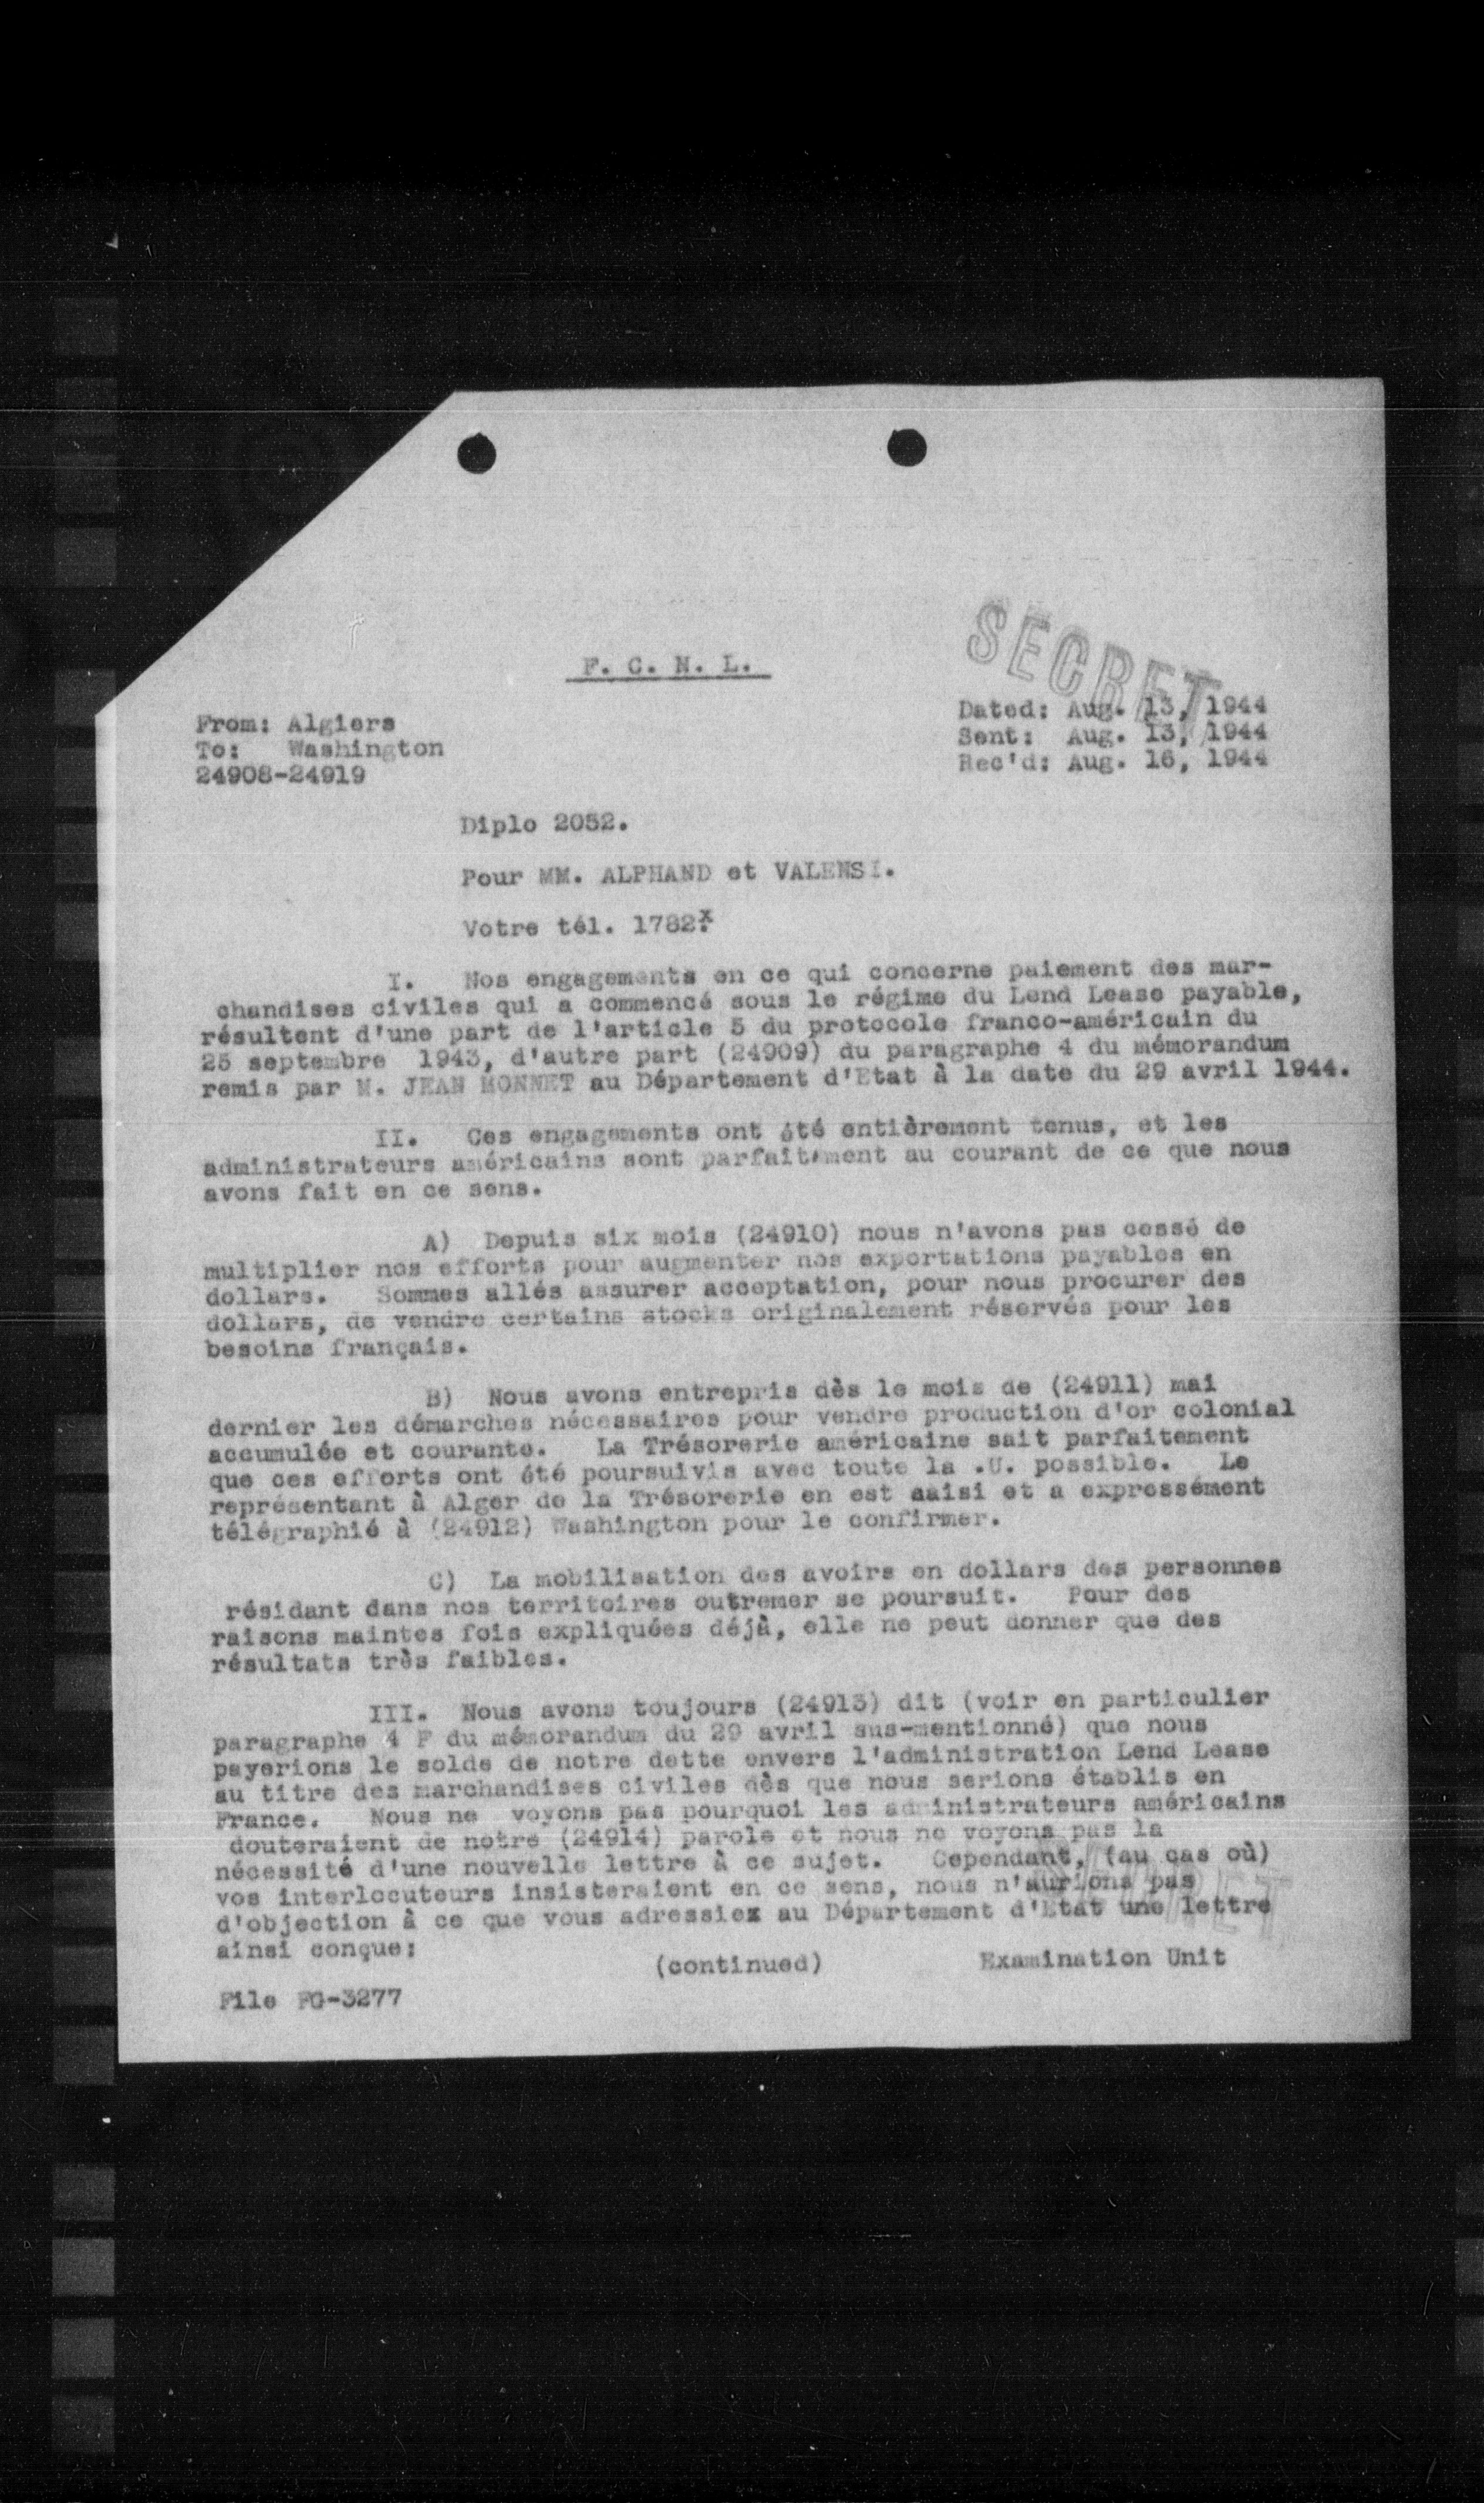 SECRET
F. C. N. L.
From: Algiers
To: Washington
24908-24919
Dated: Aug. 13, 1944
Sent: Aug. 13, 1944
Rec'd: Aug. 16, 1944
Diplo 2052.
Pour MM. ALPHAND et VALENSI.
Votre tél. 1782.x
I. Nos engagements en ce qui concerne paiement des mar-
chandises civiles qui a commencé sous le régime du Lend Lease payable,
résultent d'une part de l'article 5 du protocole franco-américain du
25 septembre 1943, d'autre part (24909) du paragraphe 4 du mémorandum
remis par M. JEAN MONNET au Département d'Etat à la date du 29 avril 1944.
II. Ces engagements ont été entièrement tenus, et les
administrateurs américains sont parfaitement au courant de ce que nous
avons fait en ce sens.
A) Depuis six mois (24910) nous n'avons pas cessé de
multiplier nos efforts pour augmenter nos exportations payables en
dollars. Sommes allés assurer acceptation, pour nous procurer des
dollars, de vendre certains stocks originalement réservés pour les
besoins français.
B) Nous avons entrepris dès le mois de (24911) mai
dernier les démarches nécessaires pour vendre production d'or colonial
accumulée et courante. La Trésorerie américaine sait parfaitement
que ces efforts ont été poursuivis avec toute la .U. possible. Le
représentant à Alger de la Trésorerie en est saisi et a expressément
télégraphié à (24912) Washington pour le confirmer.
C) La mobilisation des avoirs en dollars des personnes
résidant dans nos territoires outremer se poursuit. Pour des
raisons maintes fois expliquées déjà, elle ne peut donner que des
résultats très faibles.
III. Nous avons toujours (24913) dit (voir en particulier
paragraphe 4 F du mémorandum du 29 avril sus-mentionné) que nous
payerions le solde de notre dette envers l'administration Lend Lease
au titre des marchandises civiles dès que nous serions établis en
France. Nous ne voyons pas pourquoi les administrateurs américains
douteraient de notre (24914) parole et nous ne voyons pas la
nécessité d'une nouvelle lettre à ce sujet. Cependant, (au cas où)
vos interlocuteurs insisteraient en ce sens, nous n'aurions pas
d'objection à ce que vous adressiez au Département d'Etat une lettre
ainsi conçue:
(continued)
Examination Unit
File FG-3277